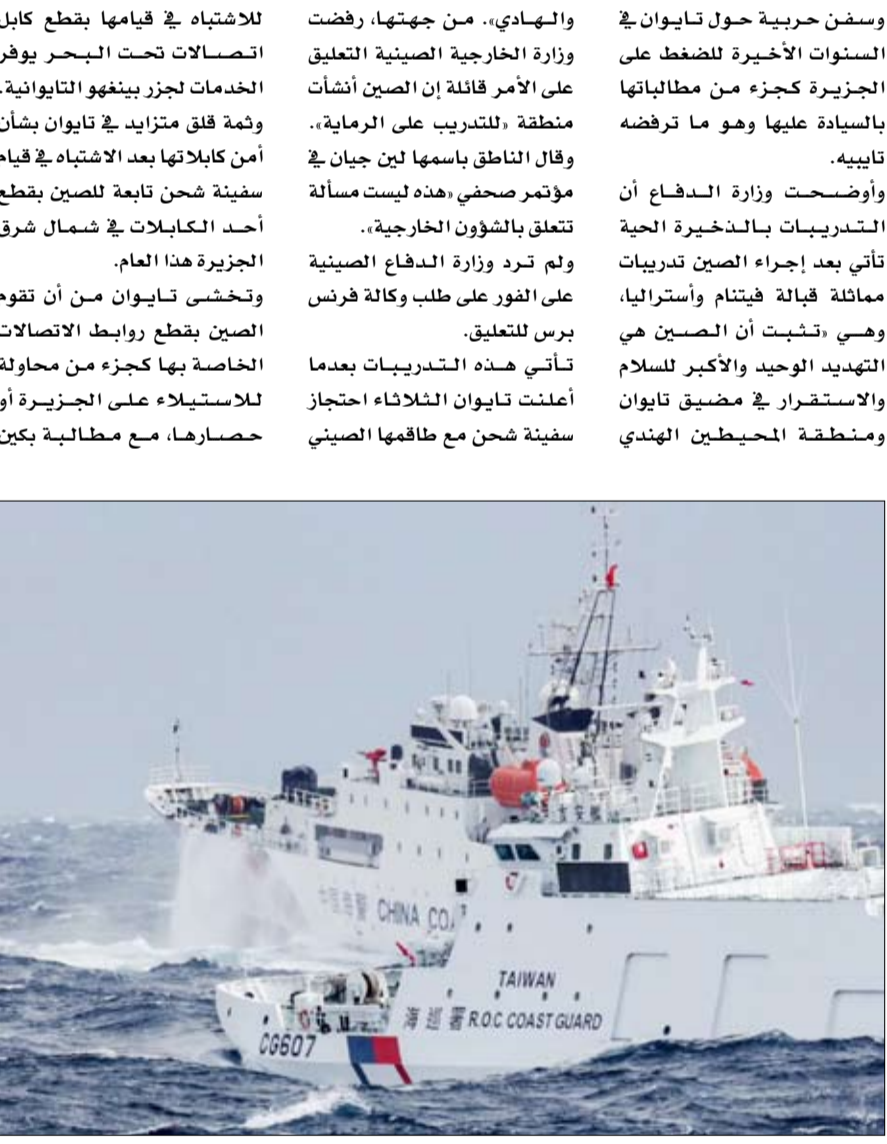 وسفن حربية حول تايوان في
السنوات الأخيرة للضغط على
الجزيرة كجزء من مطالباتها
بالسيادة عليها وهو ما ترفضه
تايبيه.
وأوضحت وزارة الدفاع أن
التدريبات بالذخيرة الحية
تأتي بعد إجراء الصين تدريبات
مماثلة قبالة فيتنام وأستراليا،
وهي «تثبت أن الصين هي
التهديد الوحيد والأكبر للسلام
والاستقرار في مضيق تايوان
ومنطقة المحيطين الهندي
والهادي». من جهتها، رفضت
وزارة الخارجية الصينية التعليق
على الأمر قائلة إن الصين أنشأت
منطقة «للتدريب على الرماية».
وقال الناطق باسمها لين جيان في
مؤتمر صحفي «هذه ليست مسألة
تتعلق بالشؤون الخارجية».
ولم ترد وزارة الدفاع الصينية
على الفور على طلب وكالة فرنس
برس للتعليق.
تأتي هذه التدريبات بعدما
أعلنت تايوان الثلاثاء احتجاز
سفينة شحن مع طاقمها الصيني
للاشتباه في قيامها بقطع كابل
اتصالات تحت البحر يوفر
الخدمات لجزر بينغهو التايوانية.
وثمة قلق متزايد في تايوان بشأن
أمن كابلاتها بعد الاشتباه في قيام
سفينة شحن تابعة للصين بقطع
أحد الكابلات في شمال شرق
الجزيرة هذا العام.
وتخشى تايوان من أن تقوم
الصين بقطع روابط الاتصالات
الخاصة بها كجزء من محاولة
للاستيلاء على الجزيرة أو
حصارها، مع مطالبة بكين
CHINA COA
TAIWAN
海巡署 R.O.C. COAST GUARD
CG607